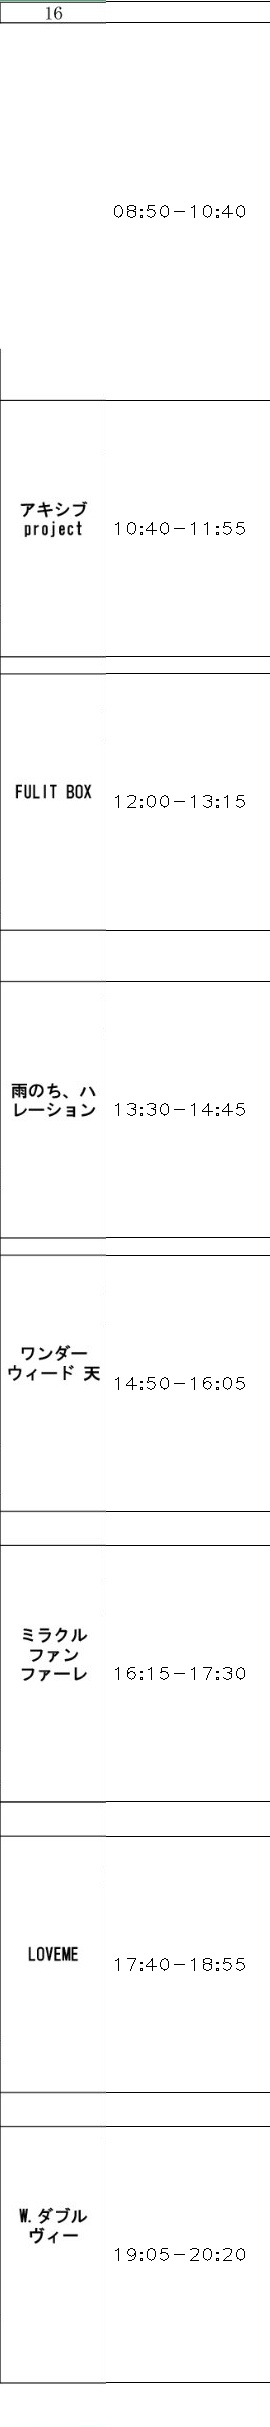 16
08:50-10:40
アキシブ
project
10:40-11:55
FULIT BOX
12:00-13:15
雨のち、ハ
レーション
13:30-14:45
ワンダー
ウィード 天
14:50-16:05
ミラクル
ファン
ファーレ
16:15-17:30
LOVEME
17:40-18:55
W.ダブル
ヴィー
19:05-20:20